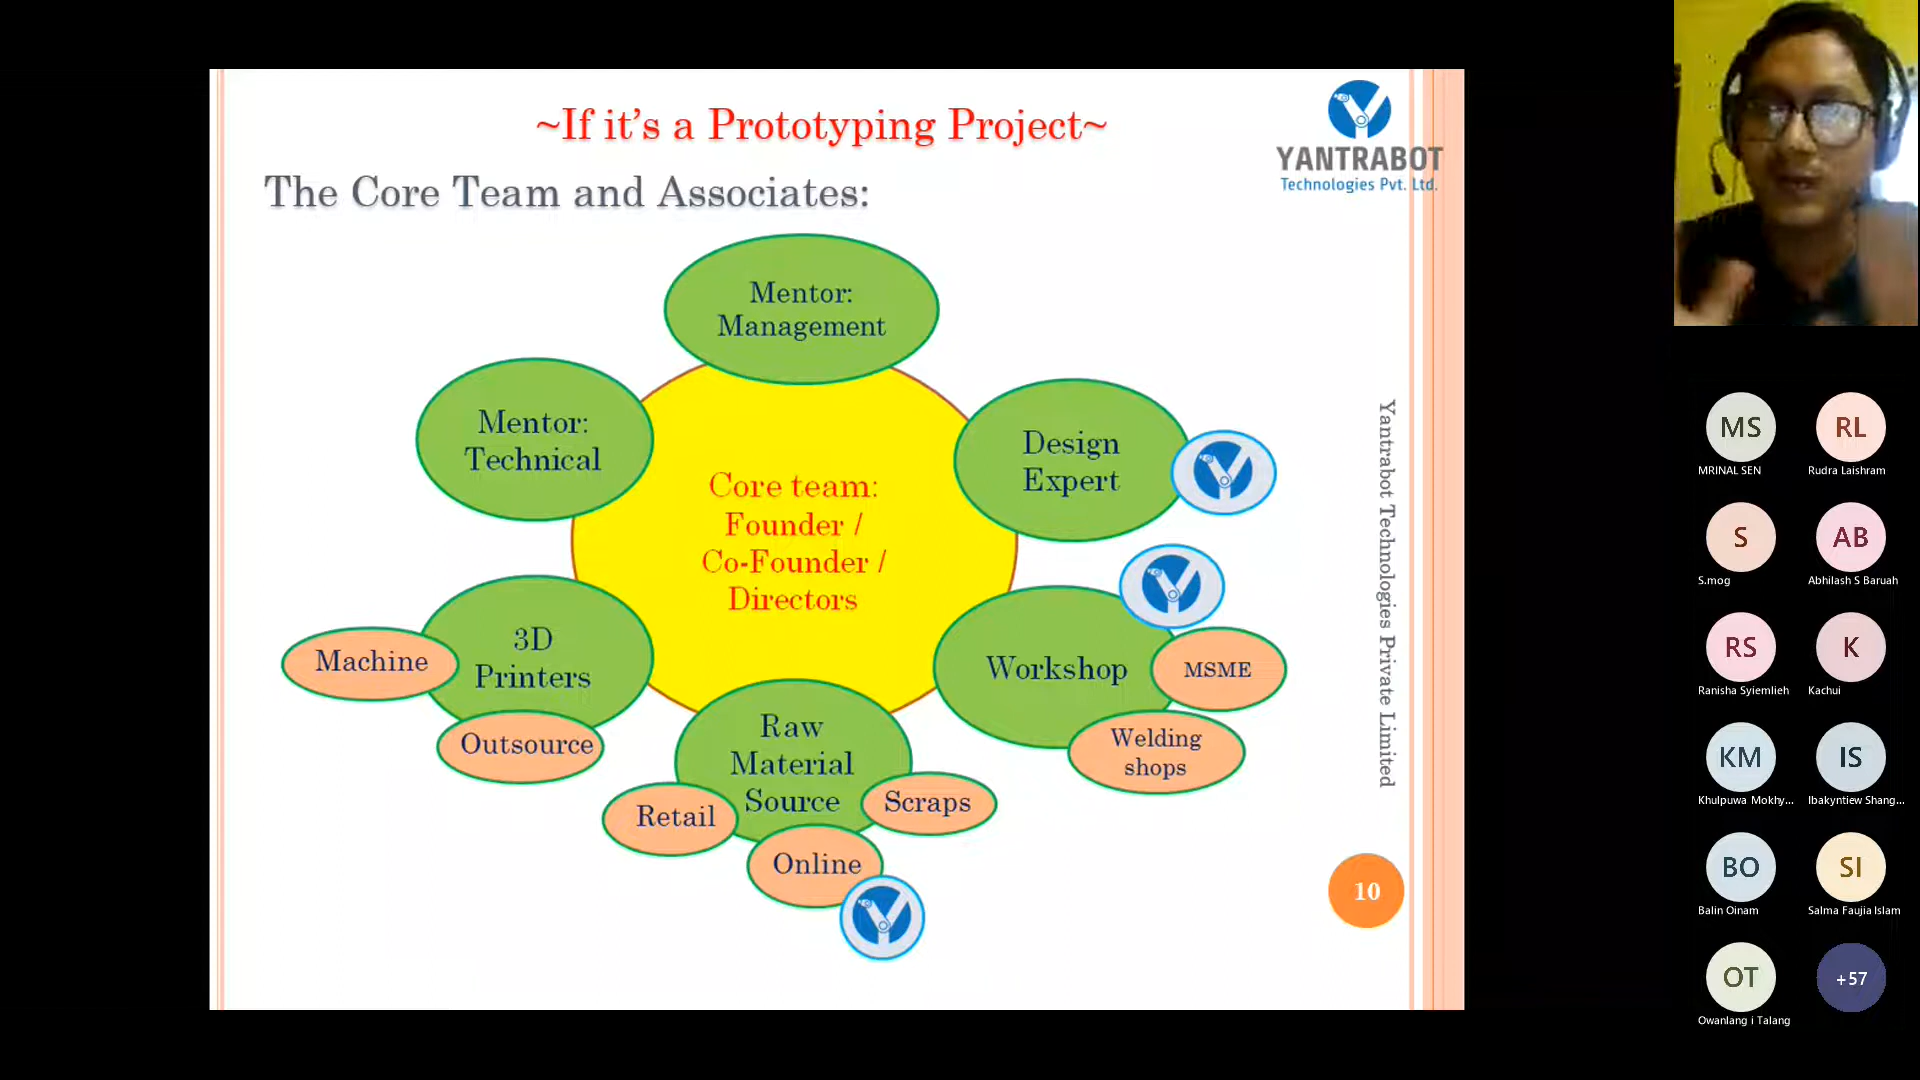 ~If it's a Prototyping Project~
YANTRABOT
Technologies Pvt. Ltd.
The Core Team and Associates:
Mentor:
Management
Mentor:
Technical
Design
Expert
Core team:
Founder /
Co-Founder /
Directors
3D
Printers
Machine
Outsource
Raw
Material
Source
Retail
Online
Scraps
Workshop
MSME
Welding
shops
Yantrabot Technologies Private Limited
10
MS
MRINAL SEN
RL
Rudra Laishram
S
S.mog
AB
Abhilash S Baruah
RS
Ranisha Syiemlieh
K
Kachui
KM
Khulpuwa Mokhy...
IS
Ibakyntiew Shang...
BO
Balin Oinam
SI
Salma Faujia Islam
OT
Owanlang i Talang
+57